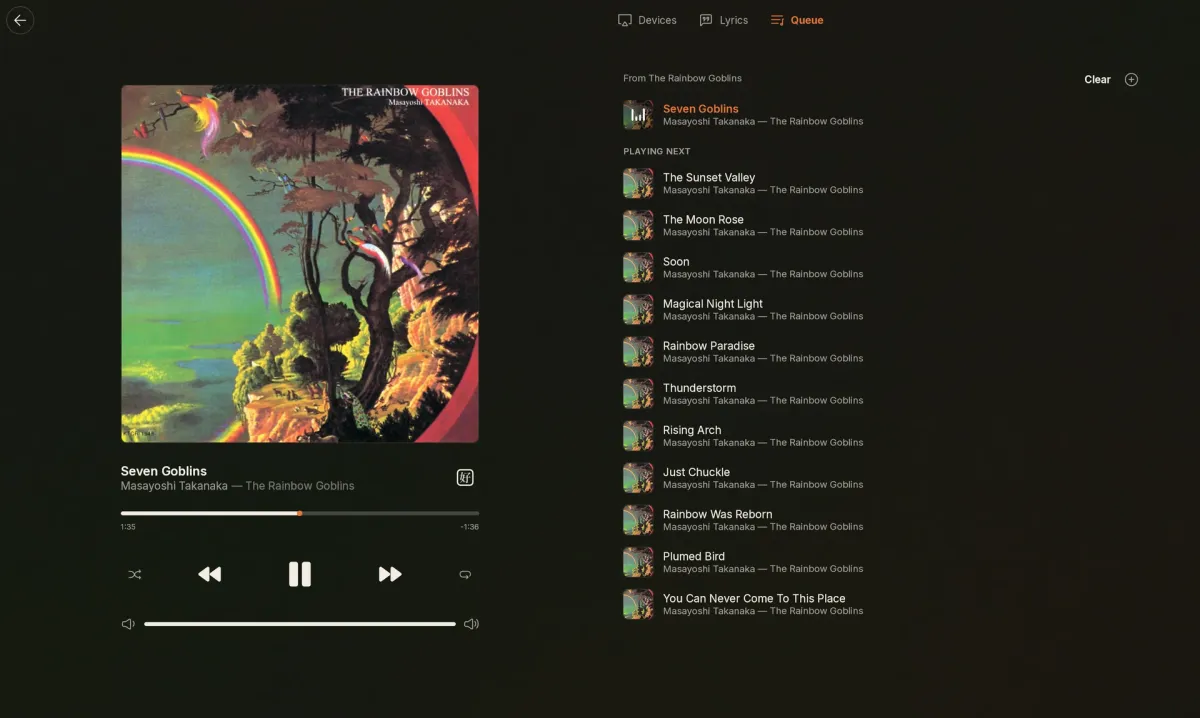 Devices
Lyrics
Queue
THE RAINBOW GOBLINS
Masayoshi TAKANAKA
Seven Goblins
Masayoshi Takanaka — The Rainbow Goblins
好
1:35
-1:36
From The Rainbow Goblins
Clear
Seven Goblins
Masayoshi Takanaka — The Rainbow Goblins
PLAYING NEXT
The Sunset Valley
Masayoshi Takanaka — The Rainbow Goblins
The Moon Rose
Masayoshi Takanaka — The Rainbow Goblins
Soon
Masayoshi Takanaka — The Rainbow Goblins
Magical Night Light
Masayoshi Takanaka — The Rainbow Goblins
Rainbow Paradise
Masayoshi Takanaka — The Rainbow Goblins
Thunderstorm
Masayoshi Takanaka — The Rainbow Goblins
Rising Arch
Masayoshi Takanaka — The Rainbow Goblins
Just Chuckle
Masayoshi Takanaka — The Rainbow Goblins
Rainbow Was Reborn
Masayoshi Takanaka — The Rainbow Goblins
Plumed Bird
Masayoshi Takanaka — The Rainbow Goblins
You Can Never Come To This Place
Masayoshi Takanaka — The Rainbow Goblins